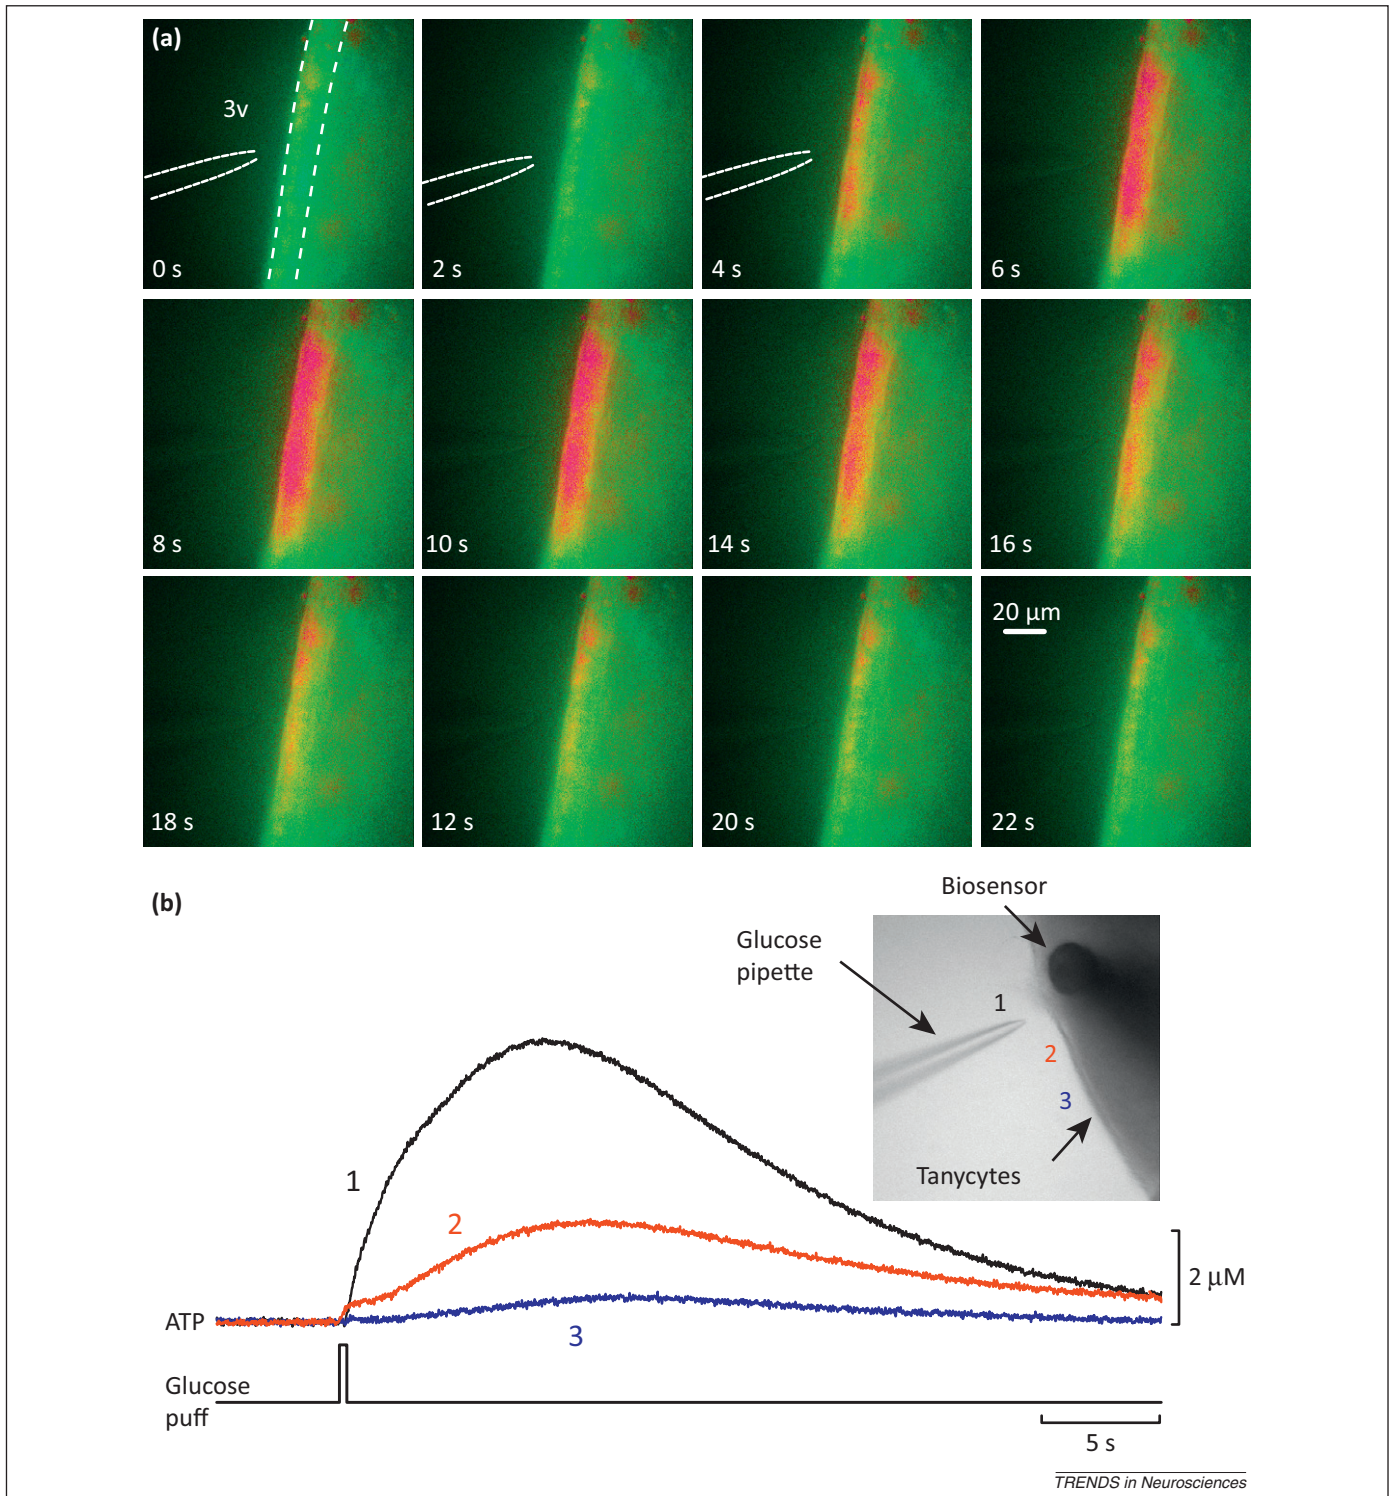 (a)
3v
0 s
2 s
4 s
6 s
8 s
10 s
14 s
16 s
18 s
12 s
20 s
20 μm
22 s
(b)
Biosensor
Glucose
pipette
1
2
3
Tanycytes
1
2
3
2 μM
ATP
Glucose
puff
5 s
TRENDS in Neurosciences